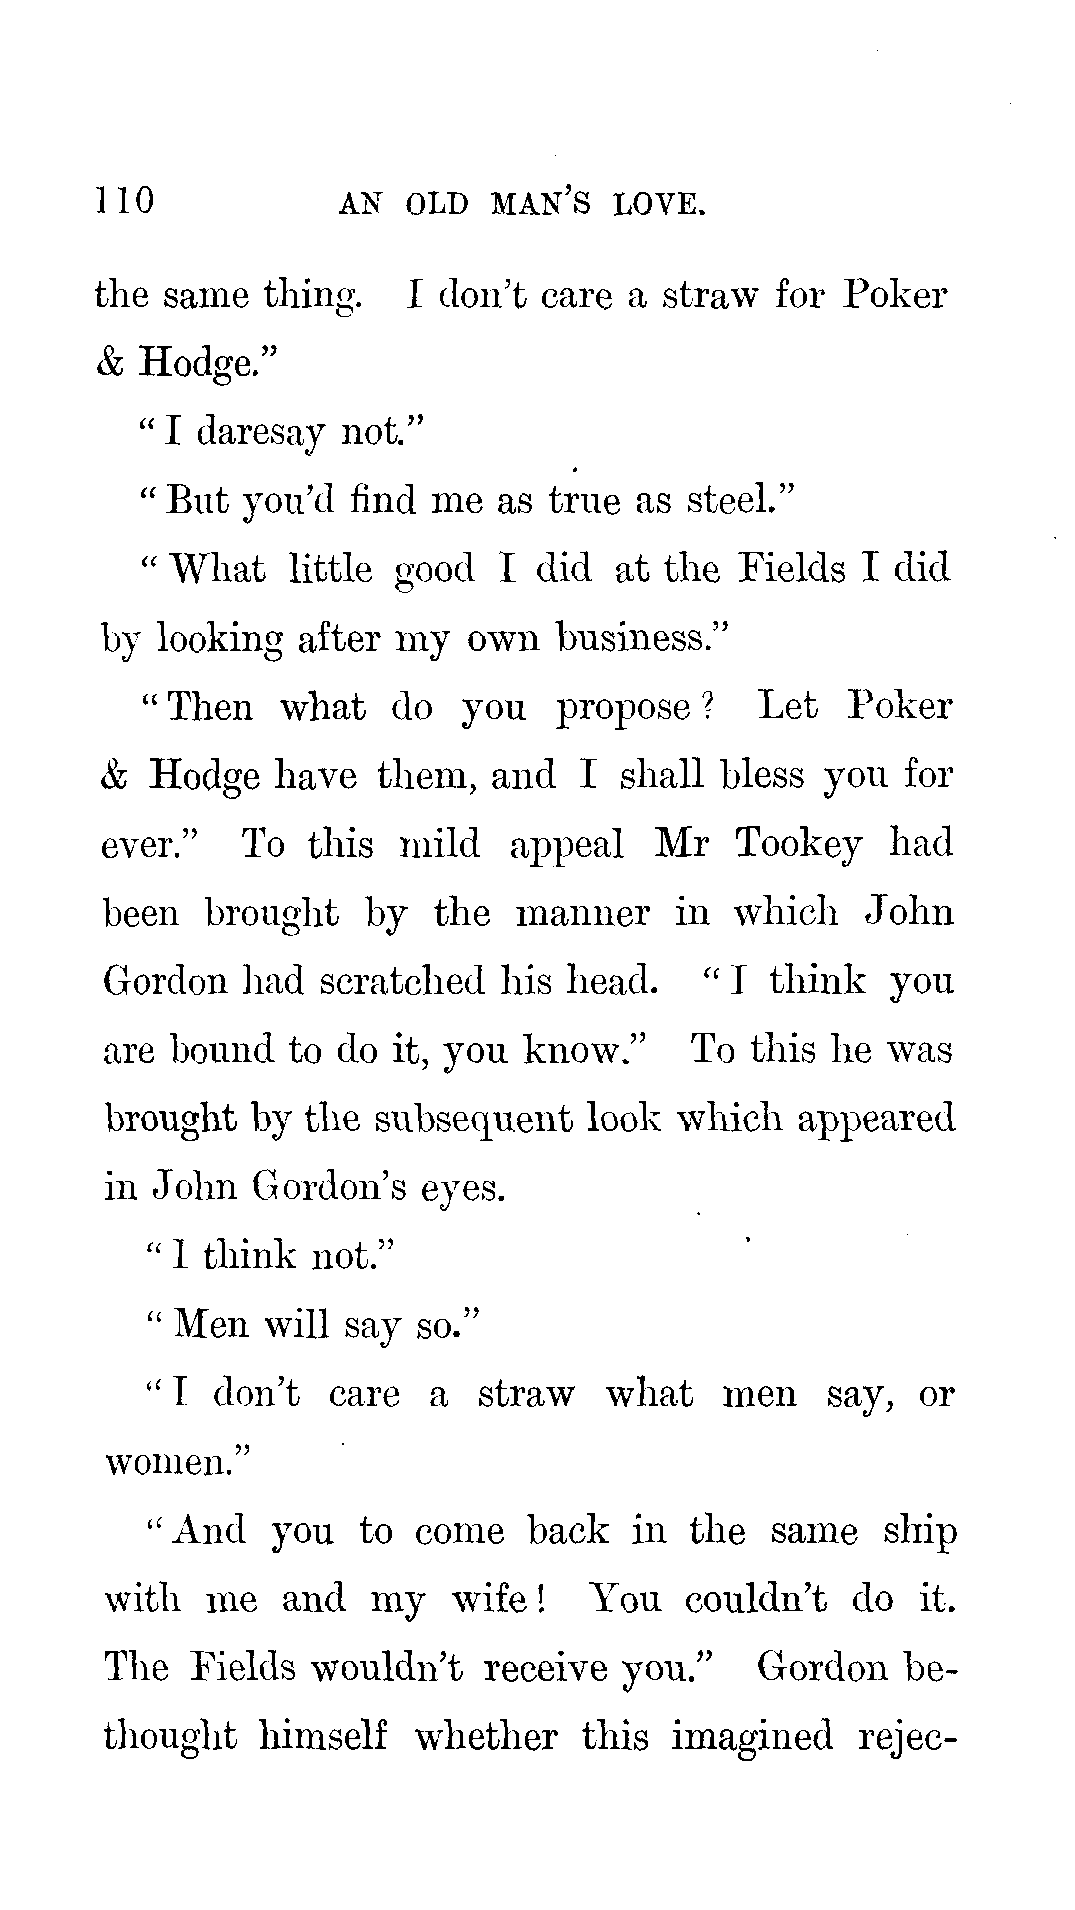 110 AN OLD MAN'S LOVE.
the same thing. I don't care a straw for Poker
& Hodge."
"I daresay not."
"But you'd find me as true as steel."
"What little good I did at the Fields I did
by looking after my own business."
"Then what do you propose? Let Poker
& Hodge have them, and I shall bless you for
ever." To this mild appeal Mr Tookey had
been brought by the manner in which John
Gordon had scratched his head. "I think you
are bound to do it, you know." To this he was
brought by the subsequent look which appeared
in John Gordon's eyes.
"I think not."
"Men will say so."
"I don't care a straw what men say, or
women."
"And you to come back in the same ship
with me and my wife! You couldn't do it.
The Fields wouldn't receive you." Gordon be-
thought himself whether this imagined rejec-